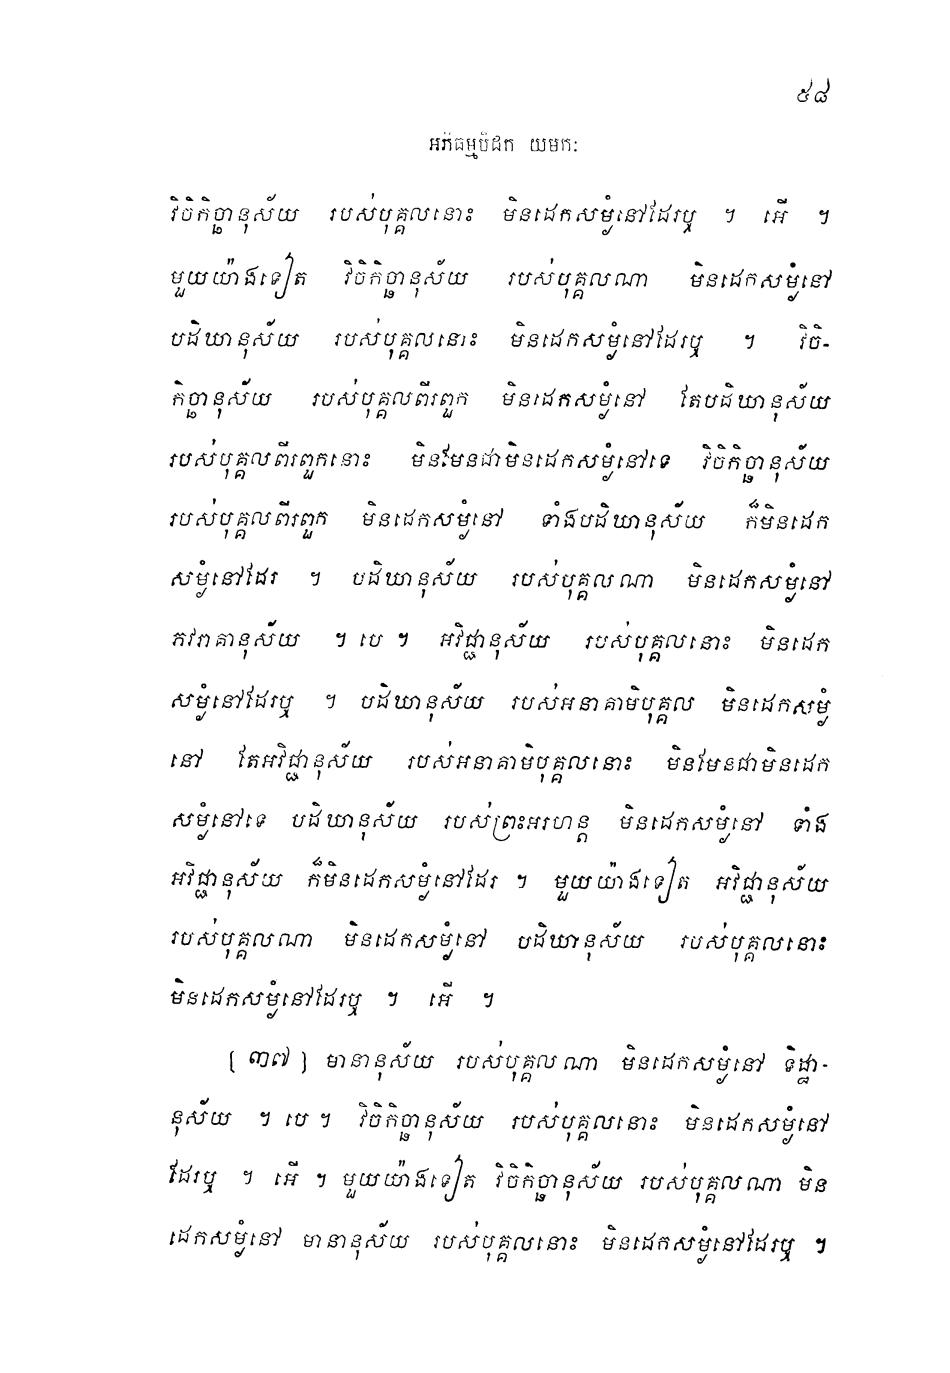 ៥៨
អភិធម្មបិដក យមកៈ
វិចិកិច្ឆានុស័យ របស់បុគ្គលនោះ មិនដេកសម្ងំនៅដែរឬ ។ អើ ។
មួយយ៉ាងទៀត វិចិកិច្ឆានុស័យ របស់បុគ្គលណា មិនដេកសម្ងំនៅ
បដិឃានុស័យ របស់បុគ្គលនោះ មិនដេកសម្ងំនៅដែរឬ ។ វិចិ-
កិច្ឆានុស័យ របស់បុគ្គលពីរពួក មិនដេកសម្ងំនៅ តែបដិឃានុស័យ
របស់បុគ្គលពីរពួកនោះ មិនមែនជាមិនដេកសម្ងំនៅទេ វិចិកិច្ឆានុស័យ
របស់បុគ្គលពីរពួក មិនដេកសម្ងំនៅ ទាំងបដិឃានុស័យ ក៏មិនដេក
សម្ងំនៅដែរ ។ បដិឃានុស័យ របស់បុគ្គលណា មិនដេកសម្ងំនៅ
ភវរាគានុស័យ ។ បេ ។ អវិជ្ជានុស័យ របស់បុគ្គលនោះ មិនដេក
សម្ងំនៅដែរឬ ។ បដិឃានុស័យ របស់អនាគាមិបុគ្គល មិនដេកសម្ងំ
នៅ តែអវិជ្ជានុស័យ របស់អនាគាមិបុគ្គលនោះ មិនមែនជាមិនដេក
សម្ងំនៅទេ បដិឃានុស័យ របស់ព្រះអរហន្ត មិនដេកសម្ងំនៅ ទាំង
អវិជ្ជានុស័យ ក៏មិនដេកសម្ងំនៅដែរ ។ មួយយ៉ាងទៀត អវិជ្ជានុស័យ
របស់បុគ្គលណា មិនដេកសម្ងំនៅ បដិឃានុស័យ របស់បុគ្គលនោះ
មិនដេកសម្ងំនៅដែរឬ ។ អើ ។
[ ៣៧ ] មានានុស័យ របស់បុគ្គលណា មិនដេកសម្ងំនៅ ទិដ្ឋា-
នុស័យ ។ បេ ។ វិចិកិច្ឆានុស័យ របស់បុគ្គលនោះ មិនដេកសម្ងំនៅ
ដែរឬ ។ អើ ។ មួយយ៉ាងទៀត វិចិកិច្ឆានុស័យ របស់បុគ្គលណា មិន
ដេកសម្ងំនៅ មានានុស័យ របស់បុគ្គលនោះ មិនដេកសម្ងំនៅដែរឬ ។